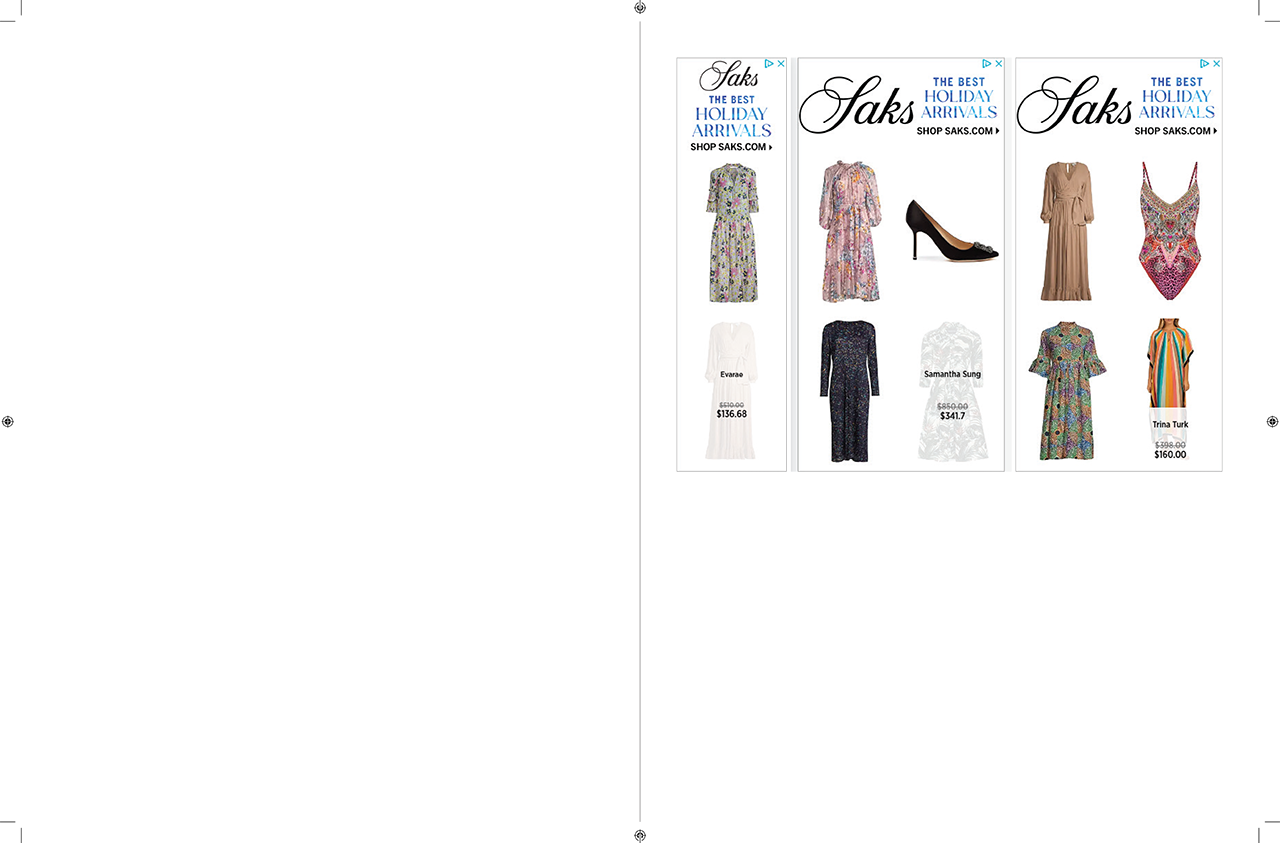 Saks
THE BEST
HOLIDAY
ARRIVALS
SHOP SAKS.COM
Evarae
$510.00
$136.68
Saks
THE BEST
HOLIDAY
ARRIVALS
SHOP SAKS.COM
Samantha Sung
$850.00
$341.7
Saks
THE BEST
HOLIDAY
ARRIVALS
SHOP SAKS.COM
Trina Turk
$398.00
$160.00